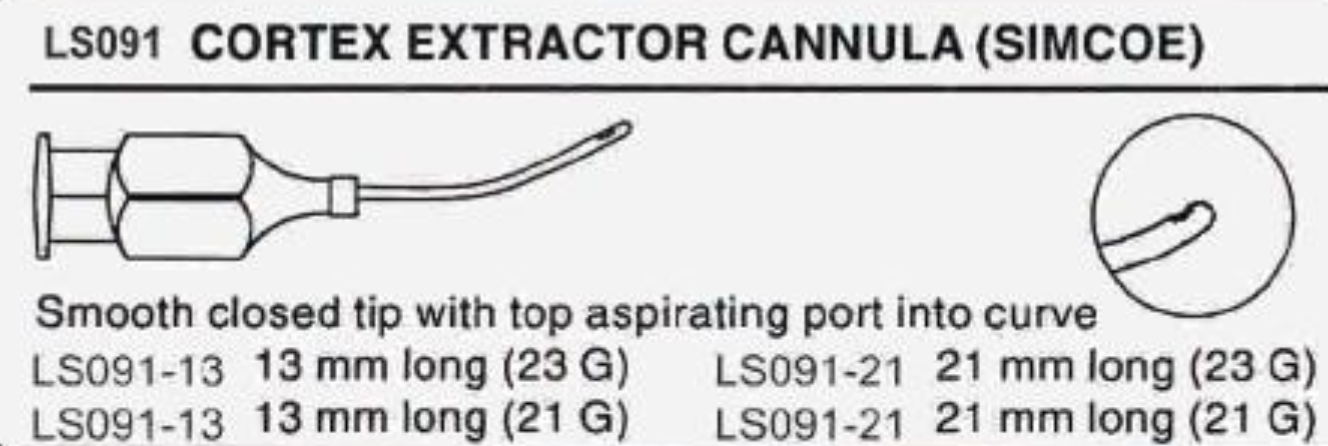 LS091 CORTEX EXTRACTOR CANNULA (SIMCOE)
Smooth closed tip with top aspirating port into curve
LS091-13 13 mm long (23 G) LS091-21 21 mm long (23 G)
LS091-13 13 mm long (21 G) LS091-21 21 mm long (21 G)